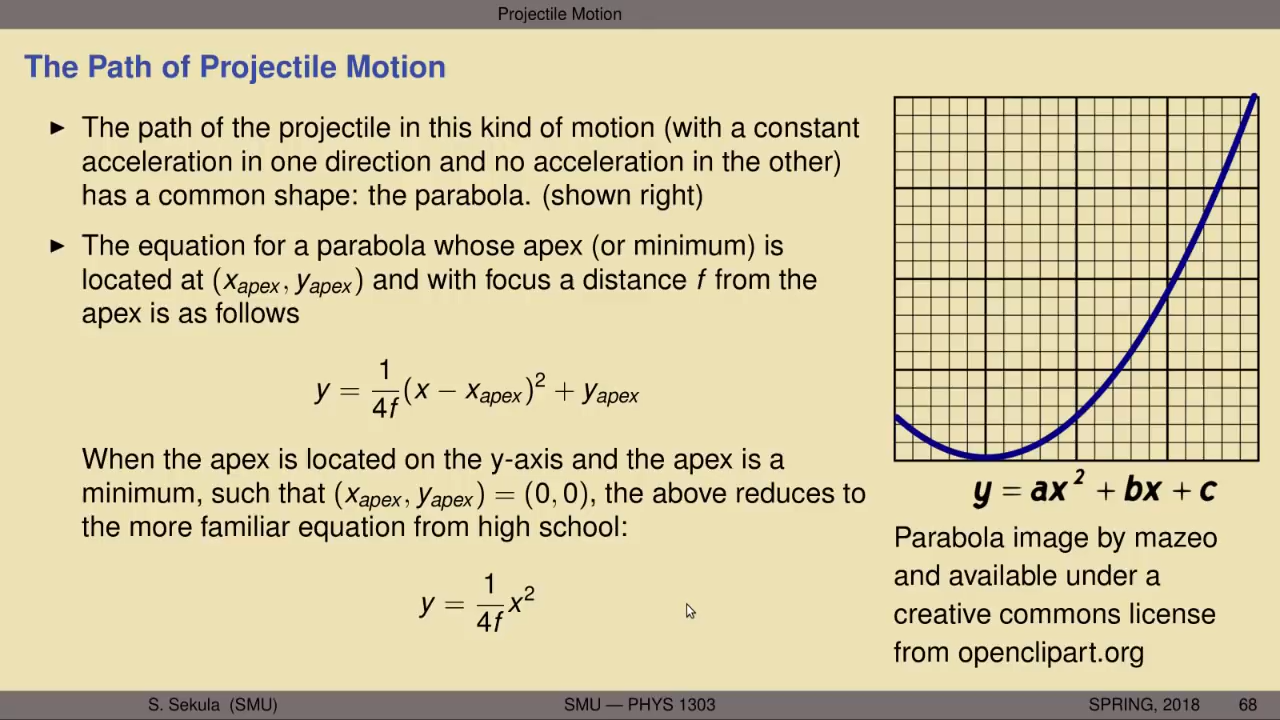 Projectile Motion
The Path of Projectile Motion
▶ The path of the projectile in this kind of motion (with a constant
acceleration in one direction and no acceleration in the other)
has a common shape: the parabola. (shown right)
▶ The equation for a parabola whose apex (or minimum) is
located at (x_apex, y_apex) and with focus a distance f from the
apex is as follows
y = 1/4f (x − x_apex)² + y_apex
When the apex is located on the y-axis and the apex is a
minimum, such that (x_apex, y_apex) = (0, 0), the above reduces to
the more familiar equation from high school:
y = 1/4f x²
y = ax² + bx + c
Parabola image by mazeo
and available under a
creative commons license
from openclipart.org
S. Sekula (SMU) SMU — PHYS 1303 SPRING, 2018 68